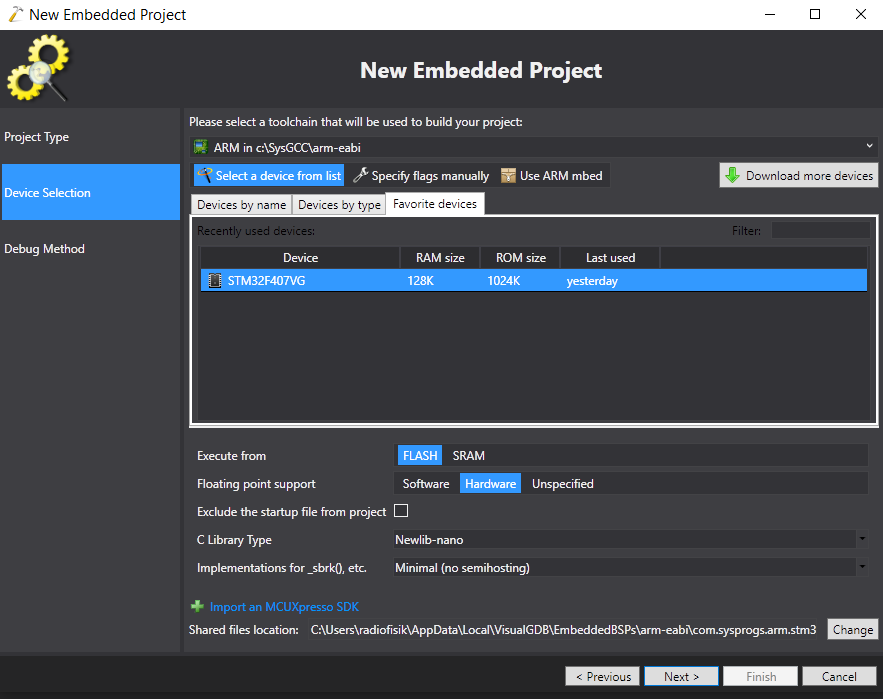 New Embedded Project
New Embedded Project
Project Type
Device Selection
Debug Method
Please select a toolchain that will be used to build your project:
ARM in c:\SysGCC\arm-eabi
Select a device from list Specify flags manually Use ARM mbed Download more devices
Devices by name Devices by type Favorite devices
Recently used devices: Filter:
Device RAM size ROM size Last used
STM32F407VG 128K 1024K yesterday
Execute from FLASH SRAM
Floating point support Software Hardware Unspecified
Exclude the startup file from project
C Library Type Newlib-nano
Implementations for _sbrk(), etc. Minimal (no semihosting)
Import an MCUXpresso SDK
Shared files location: C:\Users\radiofisik\AppData\Local\VisualGDB\EmbeddedBSPs\arm-eabi\com.sysprogs.arm.stm3 Change
< Previous Next > Finish Cancel